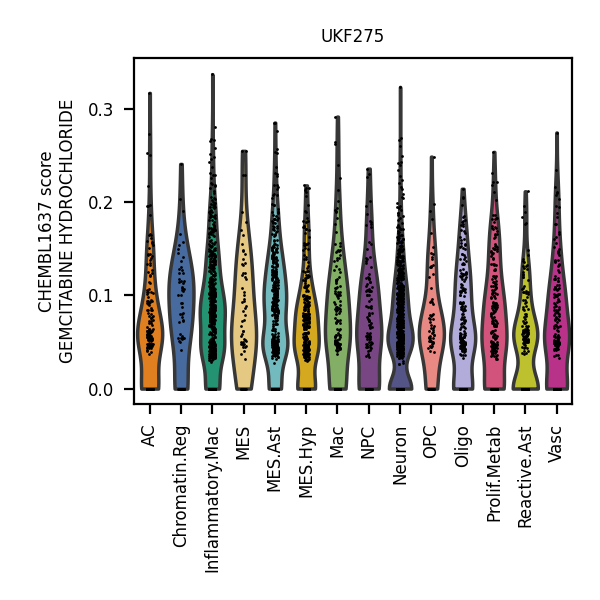 UKF275
CHEMBL1637 score
GEMCITABINE HYDROCHLORIDE
0.3
0.2
0.1
0.0
AC
Chromatin.Reg
Inflammatory.Mac
MES
MES.Ast
MES.Hyp
Mac
NPC
Neuron
OPC
Oligo
Prolif.Metab
Reactive.Ast
Vasc